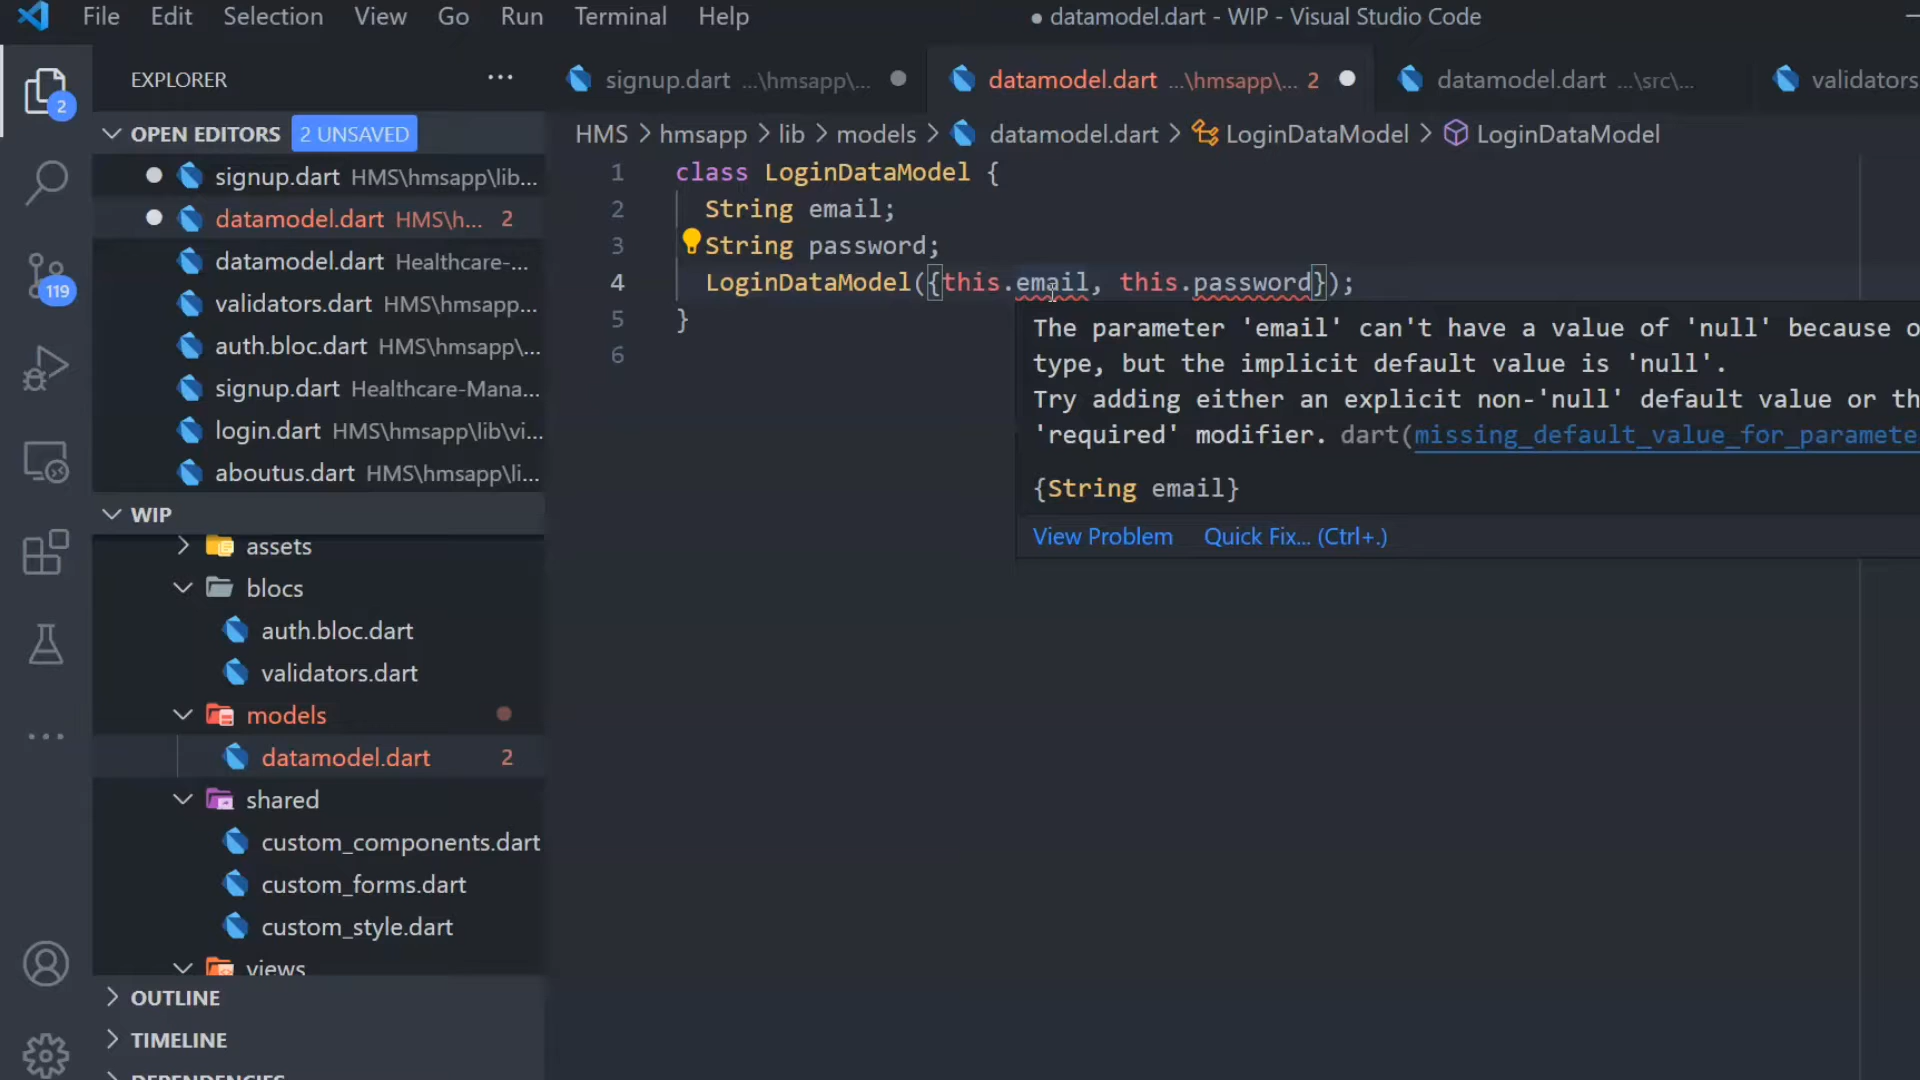 File Edit Selection View Go Run Terminal Help
● datamodel.dart - WIP - Visual Studio Code
EXPLORER
signup.dart ...\hmsapp\...
datamodel.dart ...\hmsapp\... 2
datamodel.dart ...\src\...
validators
OPEN EDITORS 2 UNSAVED
signup.dart HMS\hmsapp\lib...
datamodel.dart HMS\h... 2
datamodel.dart Healthcare-...
validators.dart HMS\hmsapp...
auth.bloc.dart HMS\hmsapp\...
signup.dart Healthcare-Mana...
login.dart HMS\hmsapp\lib\vi...
aboutus.dart HMS\hmsapp\li...
WIP
assets
blocs
auth.bloc.dart
validators.dart
models
datamodel.dart 2
shared
custom_components.dart
custom_forms.dart
custom_style.dart
views
OUTLINE
TIMELINE
DEPENDENCIES
2
119
HMS > hmsapp > lib > models > datamodel.dart > LoginDataModel > LoginDataModel
1 class LoginDataModel {
2 String email;
3 String password;
4 LoginDataModel({this.email, this.password});
5 }
6
The parameter 'email' can't have a value of 'null' because o
type, but the implicit default value is 'null'.
Try adding either an explicit non-'null' default value or th
'required' modifier. dart(missing_default_value_for_paramete
{String email}
View Problem Quick Fix... (Ctrl+.)